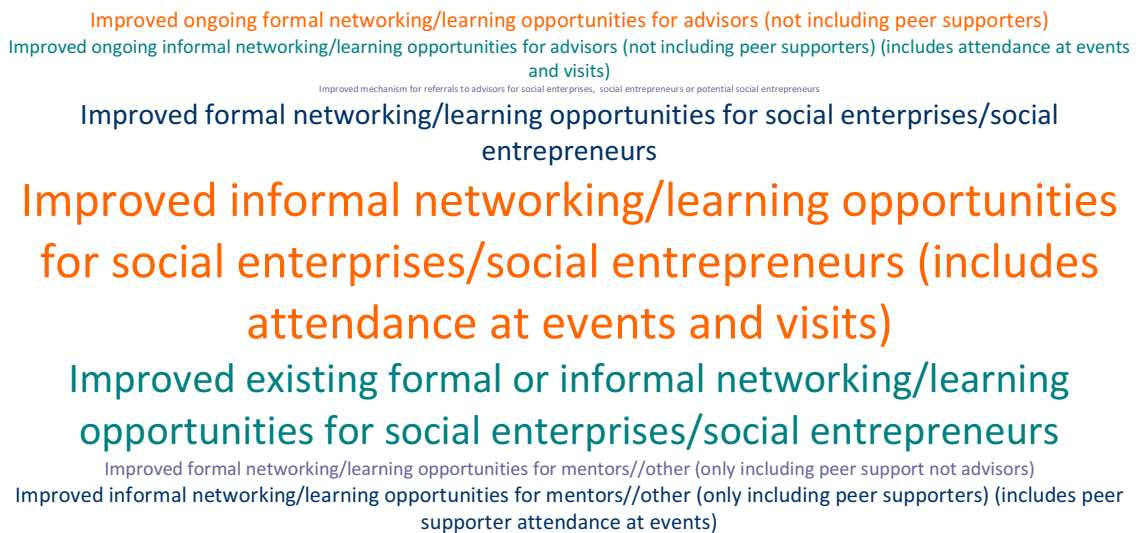 Improved ongoing formal networking/learning opportunities for advisors (not including peer supporters)
Improved ongoing informal networking/learning opportunities for advisors (not including peer supporters) (includes attendance at events
and visits)
Improved mechanism for referrals to advisors for social enterprises, social entrepreneurs or potential social entrepreneurs
Improved formal networking/learning opportunities for social enterprises/social
entrepreneurs
Improved informal networking/learning opportunities
for social enterprises/social entrepreneurs (includes
attendance at events and visits)
Improved existing formal or informal networking/learning
opportunities for social enterprises/social entrepreneurs
Improved formal networking/learning opportunities for mentors//other (only including peer support not advisors)
Improved informal networking/learning opportunities for mentors//other (only including peer supporters) (includes peer
supporter attendance at events)